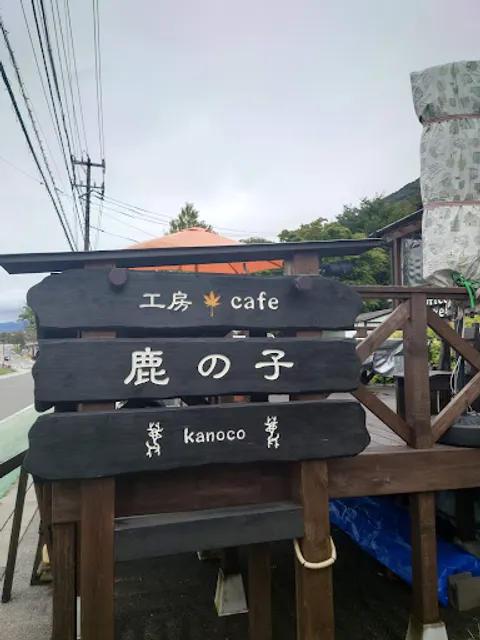 工房 cafe
鹿の子
kanoco